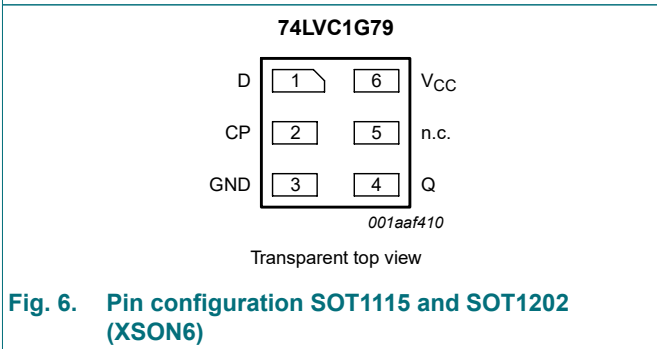 74LVC1G79
D 1 6 VCC
CP 2 5 n.c.
GND 3 4 Q
001aaf410
Transparent top view
Fig. 6. Pin configuration SOT1115 and SOT1202
(XSON6)